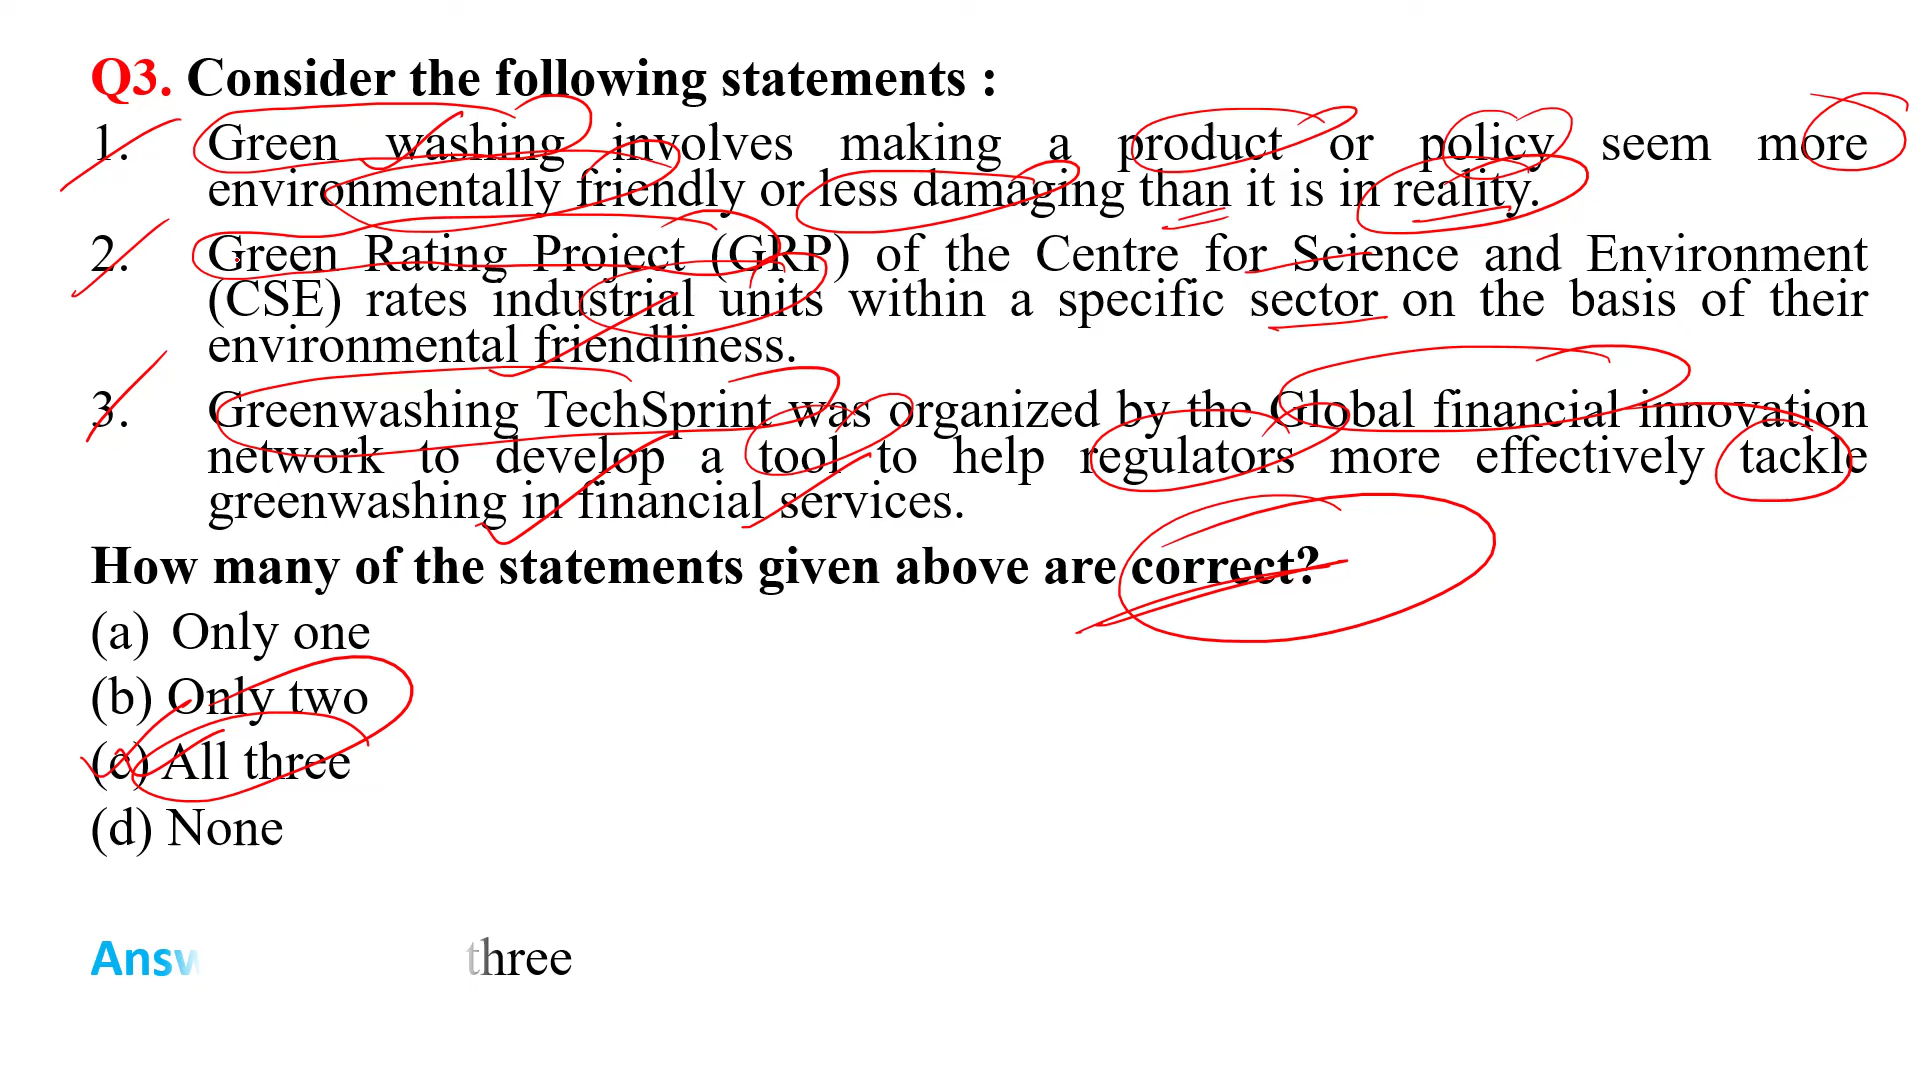 Q3. Consider the following statements :
1. Green washing involves making a product or policy seem more
environmentally friendly or less damaging than it is in reality.
2. Green Rating Project (GRP) of the Centre for Science and Environment
(CSE) rates industrial units within a specific sector on the basis of their
environmental friendliness.
3. Greenwashing TechSprint was organized by the Global financial innovation
network to develop a tool to help regulators more effectively tackle
greenwashing in financial services.
How many of the statements given above are correct?
(a) Only one
(b) Only two
(c) All three
(d) None
Answ three